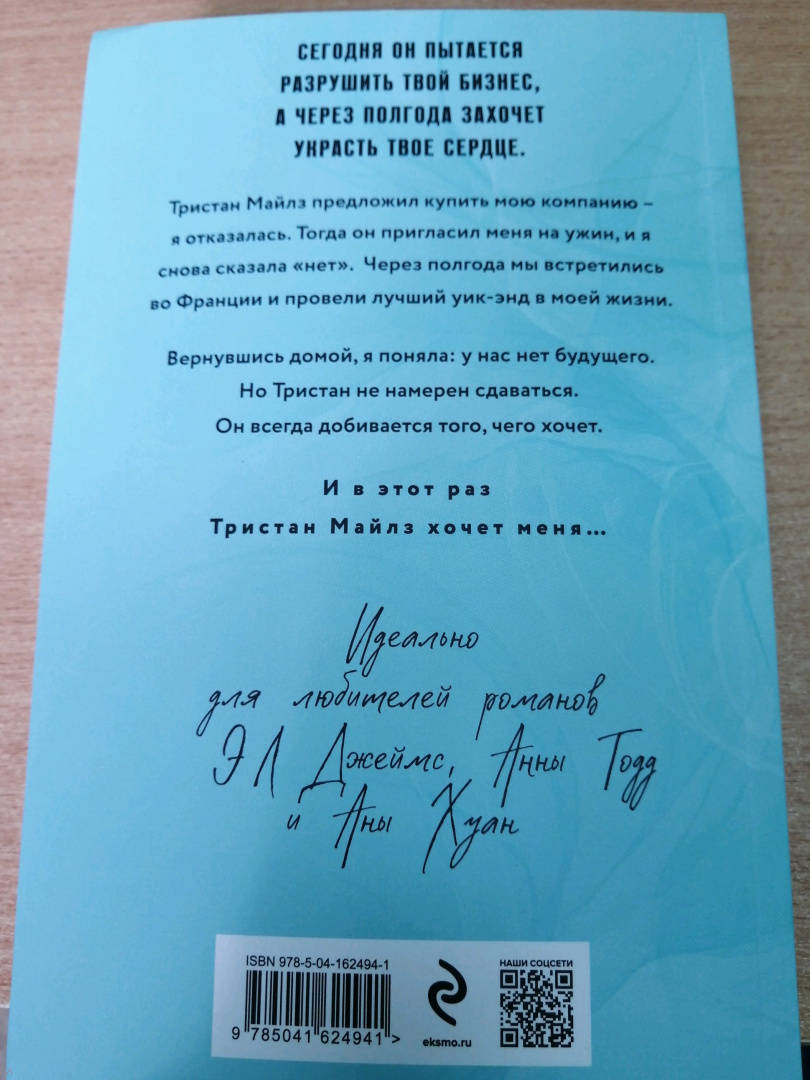 СЕГОДНЯ ОН ПЫТАЕТСЯ
РАЗРУШИТЬ ТВОЙ БИЗНЕС,
А ЧЕРЕЗ ПОЛГОДА ЗАХОЧЕТ
УКРАСТЬ ТВОЕ СЕРДЦЕ.
Тристан Майлз предложил купить мою компанию –
я отказалась. Тогда он пригласил меня на ужин, и я
снова сказала «нет». Через полгода мы встретились
во Франции и провели лучший уик-энд в моей жизни.
Вернувшись домой, я поняла: у нас нет будущего.
Но Тристан не намерен сдаваться.
Он всегда добивается того, чего хочет.
И в этот раз
Тристан Майлз хочет меня...
Идеально
для любителей романов
ЭЛ Джеймс, Анны Тодд
и Аны Хуан
ISBN 978-5-04-162494-1
9 785041 624941 >
eksmo.ru
НАШИ СОЦСЕТИ